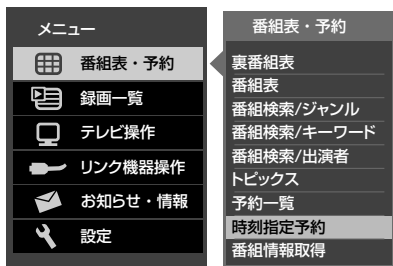 メニュー
番組表・予約
録画一覧
テレビ操作
リンク機器操作
お知らせ・情報
設定
番組表・予約
裏番組表
番組表
番組検索/ジャンル
番組検索/キーワード
番組検索/出演者
トピックス
予約一覧
時刻指定予約
番組情報取得